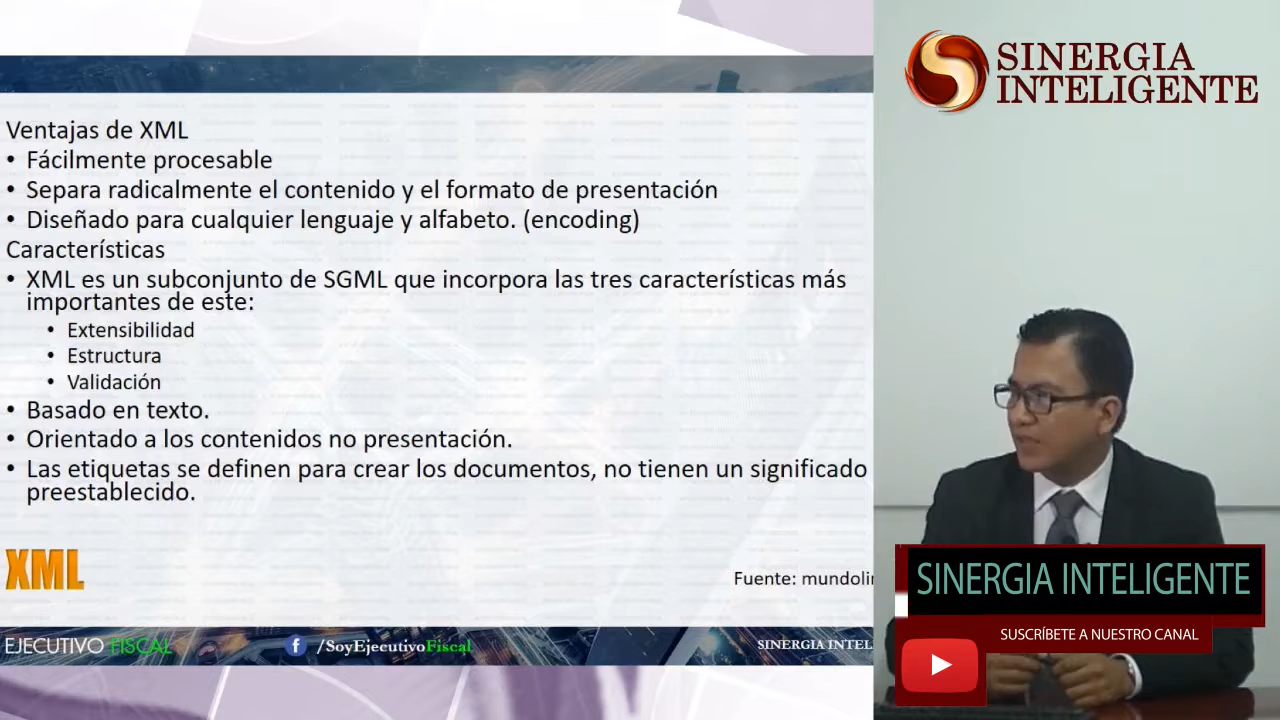 Ventajas de XML
• Fácilmente procesable
• Separa radicalmente el contenido y el formato de presentación
• Diseñado para cualquier lenguaje y alfabeto. (encoding)
Características
• XML es un subconjunto de SGML que incorpora las tres características más
importantes de este:
• Extensibilidad
• Estructura
• Validación
• Basado en texto.
• Orientado a los contenidos no presentación.
• Las etiquetas se definen para crear los documentos, no tienen un significado
preestablecido.
XML
Fuente:
EJECUTIVO FISCAL
/SoyEjecutivoFiscal
SINERGIA
SINERGIA
INTELIGENTE
SINERGIA INTELIGENTE
SUSCRÍBETE A NUESTRO CANAL